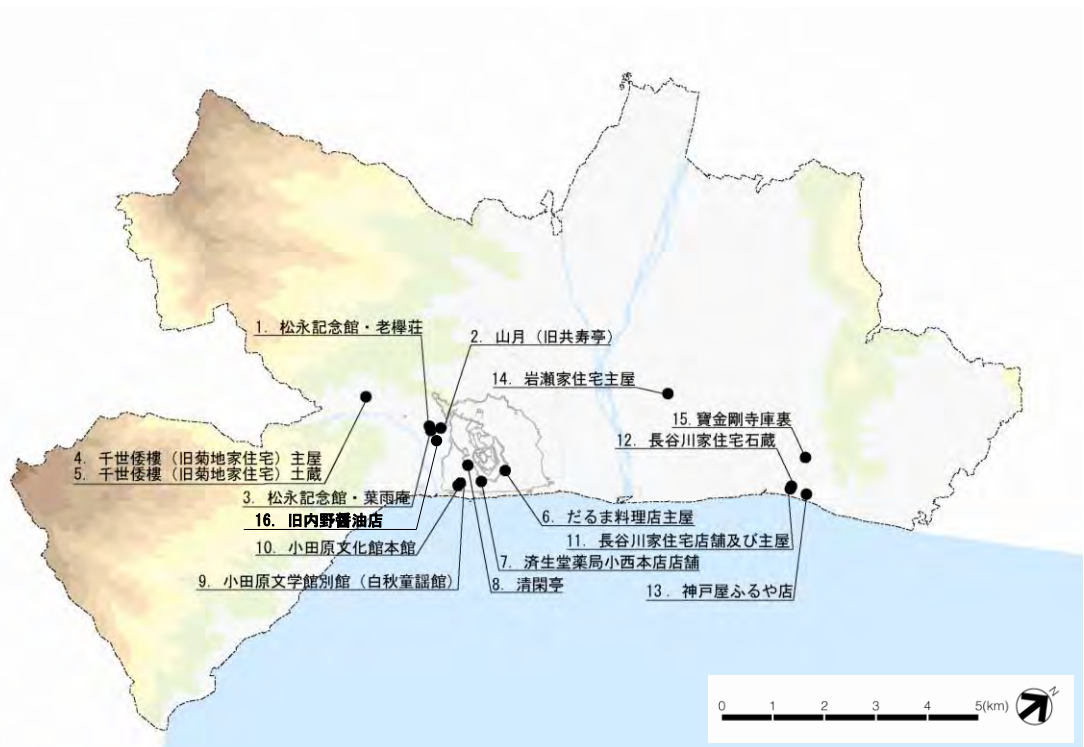 1. 松永記念館・老欅荘
2. 山月（旧共寿亭）
14. 岩瀬家住宅主屋
15. 寶金剛寺庫裏
12. 長谷川家住宅石蔵
4. 千世倭樓（旧菊地家住宅）主屋
5. 千世倭樓（旧菊地家住宅）土蔵
3. 松永記念館・葉雨庵
16. 旧内野醤油店
6. だるま料理店主屋
10. 小田原文化館本館
11. 長谷川家住宅店舗及び主屋
7. 済生堂薬局小西本店店舗
9. 小田原文学館別館（白秋童謡館）
8. 清閑亭
13. 神戸屋ふるや店
0 1 2 3 4 5(km)
N